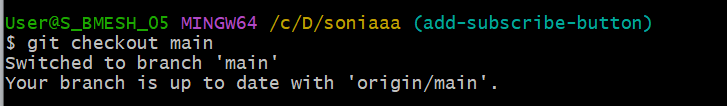 User@S_BMESH_05 MINGW64 /c/D/soniaaa (add-subscribe-button)
$ git checkout main
Switched to branch 'main'
Your branch is up to date with 'origin/main'.